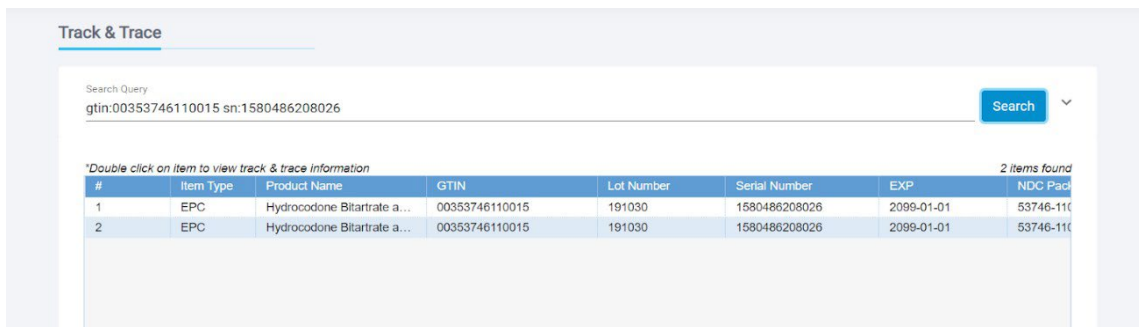 Track & Trace
Search Query
gtin:00353746110015 sn:1580486208026
Search
*Double click on item to view track & trace information 2 items found
# Item Type Product Name GTIN Lot Number Serial Number EXP NDC Pack
1 EPC Hydrocodone Bitartrate a... 00353746110015 191030 1580486208026 2099-01-01 53746-110
2 EPC Hydrocodone Bitartrate a... 00353746110015 191030 1580486208026 2099-01-01 53746-110